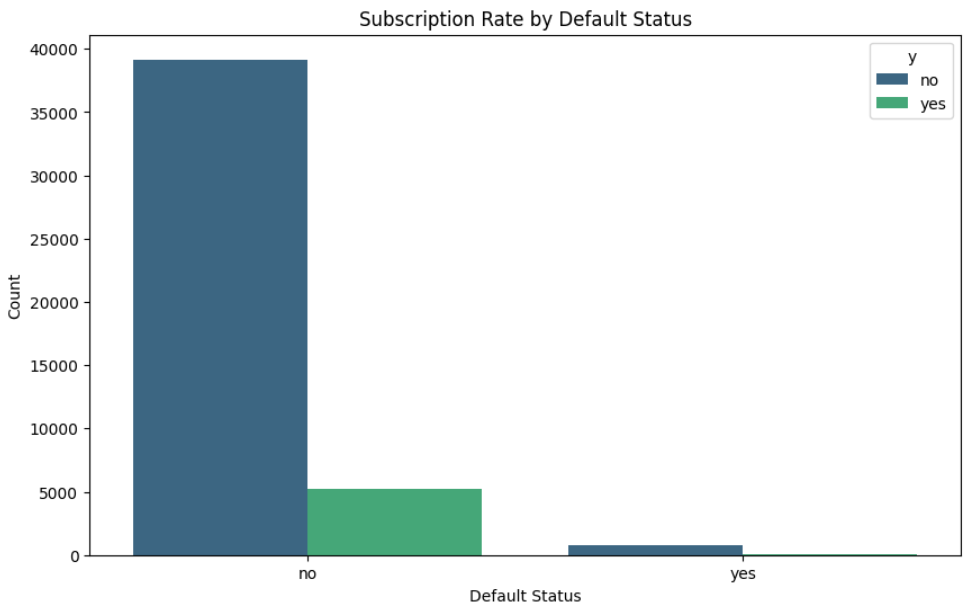 Subscription Rate by Default Status
40000
35000
30000
25000
20000
15000
10000
5000
0
Count
y
no
yes
no yes
Default Status